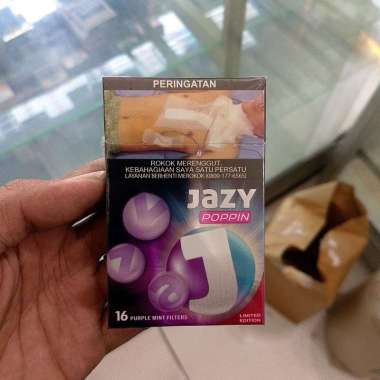 PERINGATAN
ROKOK MERENGGUT
KEBAHAGIAAN SAYA SATU PERSATU
LAYANAN BERHENTI MEROKOK (0800-177-6565)
JAZY
POPPIN
J
16 PURPLE MINT FILTERS
LIMITED
EDITION